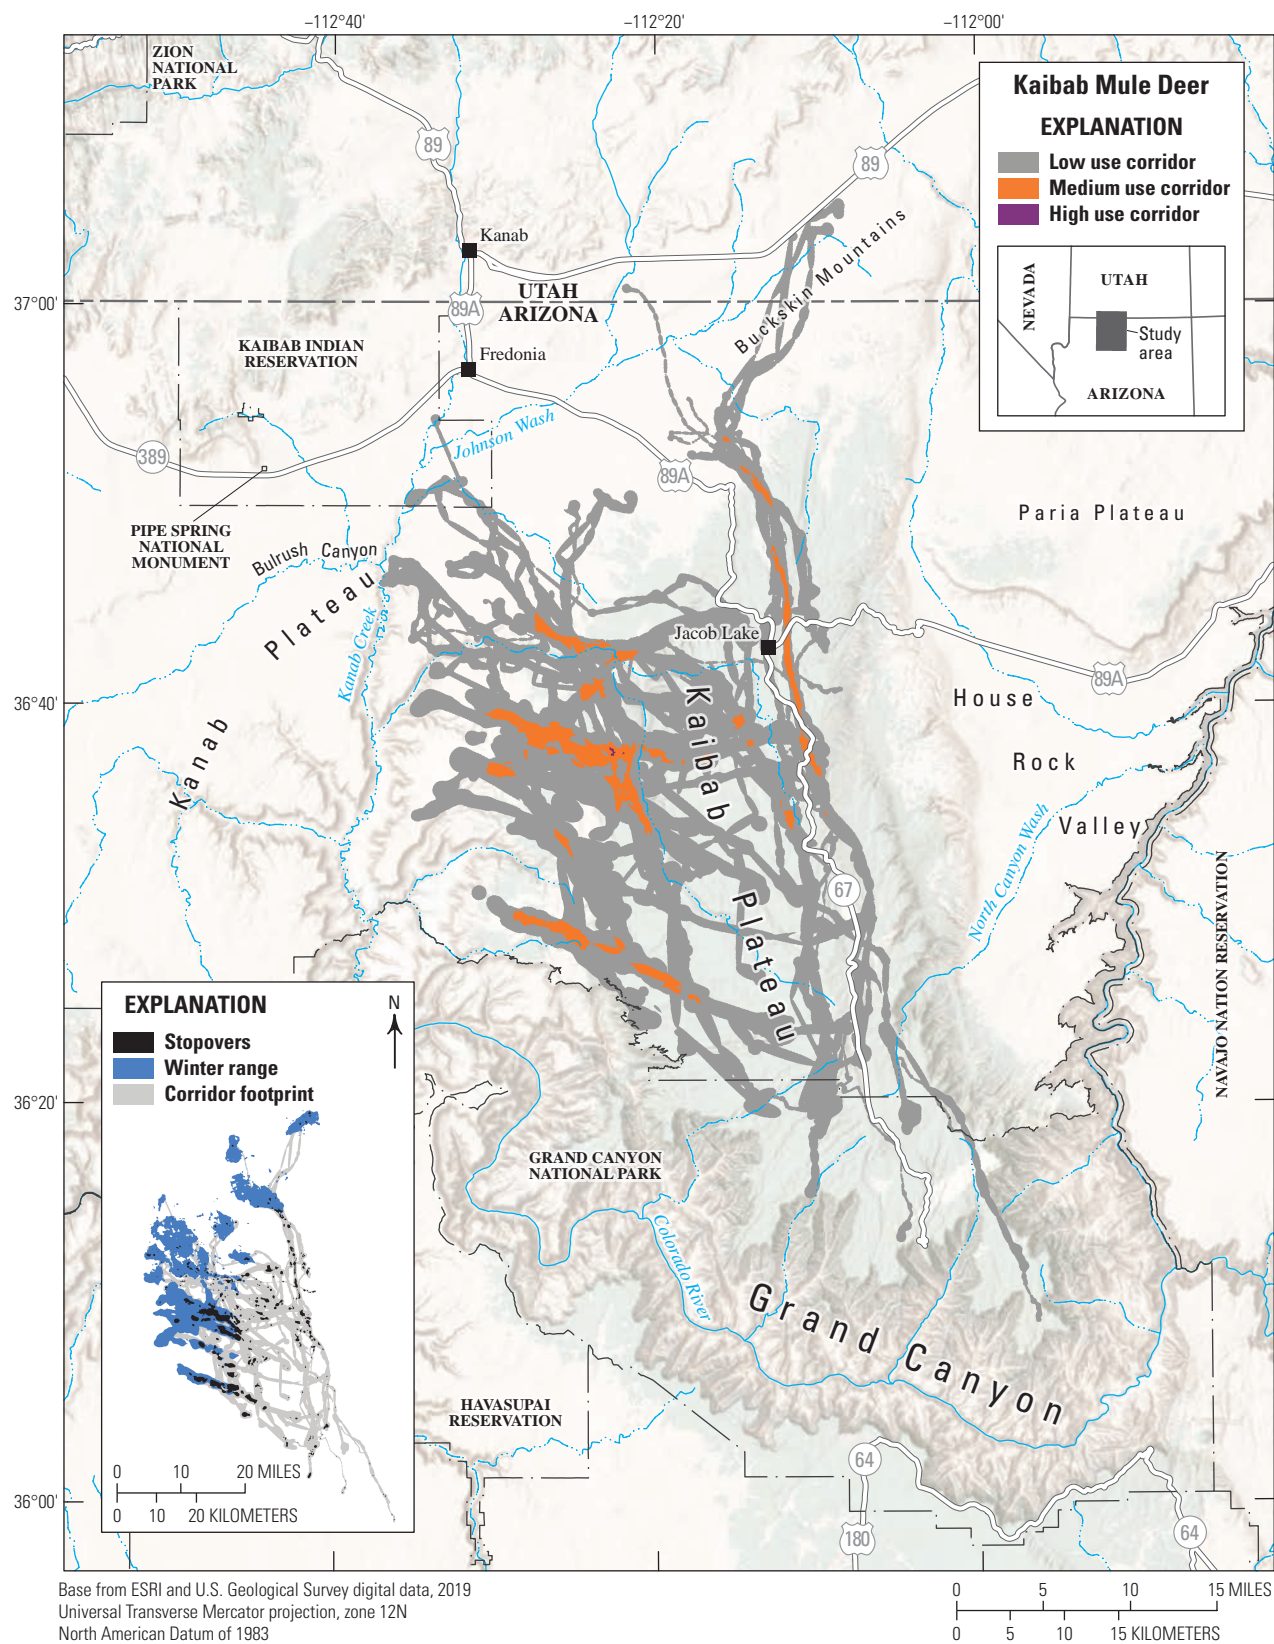 −112°40'
−112°20'
−112°00'
ZION
NATIONAL
PARK
Kaibab Mule Deer
EXPLANATION
Low use corridor
Medium use corridor
High use corridor
NEVADA
UTAH
Study
area
ARIZONA
89
89
Kanab
Buckskin Mountains
37°00'
UTAH
ARIZONA
89A
KAIBAB INDIAN
RESERVATION
Fredonia
Johnson Wash
389
89A
PIPE SPRING
NATIONAL
MONUMENT
Paria Plateau
Bulrush Canyon
Kanab Plateau
Kanab Creek
Jacob Lake
89A
36°40'
House
Rock
Valley
Kaibab Plateau
North Canyon Wash
67
NAVAJO NATION RESERVATION
36°20'
GRAND CANYON
NATIONAL PARK
Colorado River
Grand Canyon
HAVASUPAI
RESERVATION
64
180
64
36°00'
EXPLANATION
N
Stopovers
Winter range
Corridor footprint
0 10 20 MILES
0 10 20 KILOMETERS
Base from ESRI and U.S. Geological Survey digital data, 2019
Universal Transverse Mercator projection, zone 12N
North American Datum of 1983
0 5 10 15 MILES
0 5 10 15 KILOMETERS